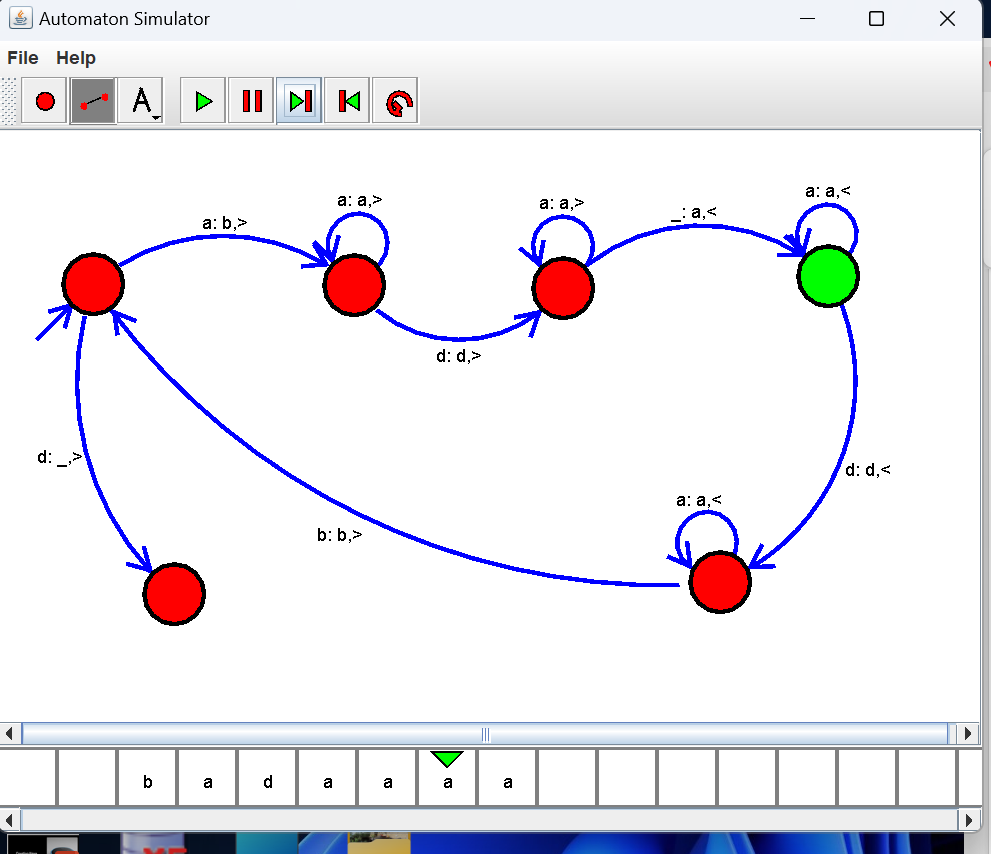 Automaton Simulator
File Help
A
a: a,<
a: a,> a: a,>
a: b,> _: a,<
d: d,>
d: _,> d: d,<
a: a,<
b: b,>
b a d a a a a